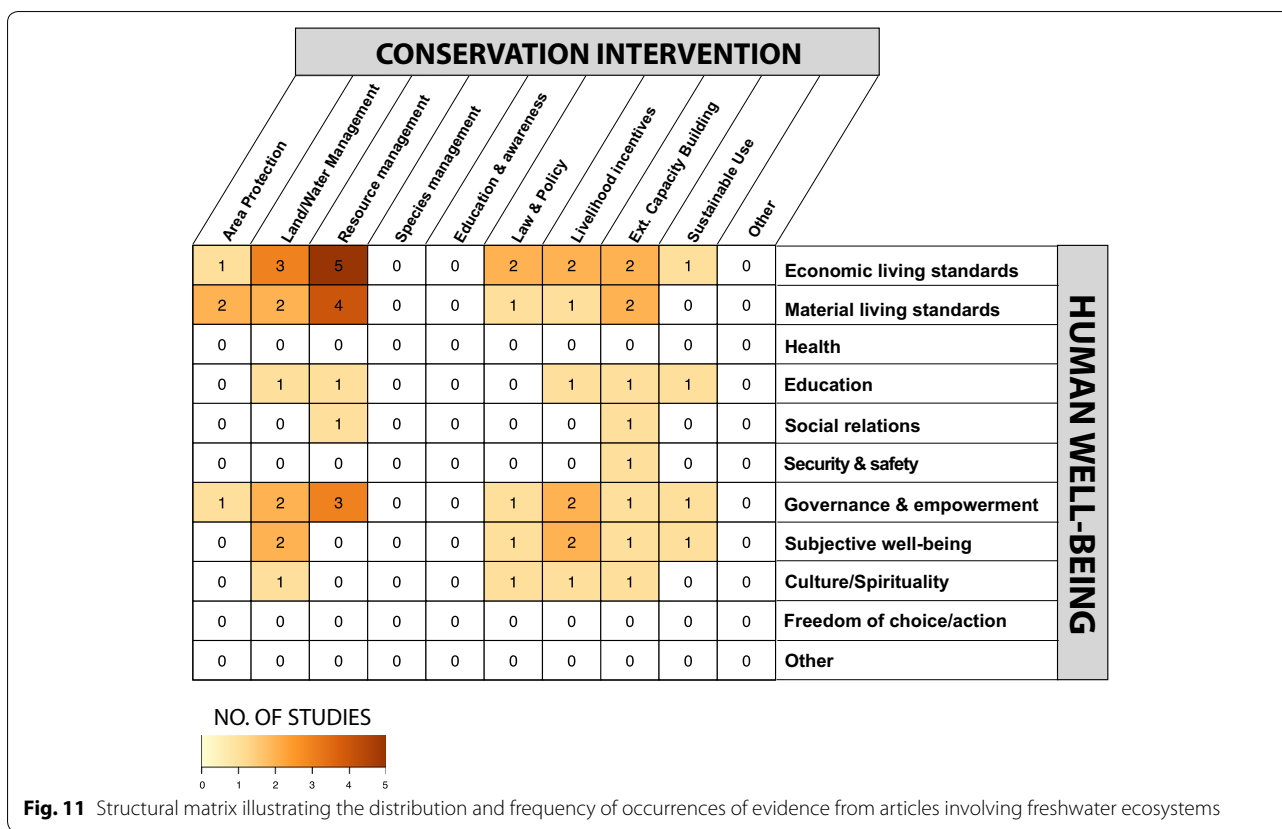 CONSERVATION INTERVENTION
Area Protection
Land/Water Management
Resource management
Species management
Education & awareness
Law & Policy
Livelihood incentives
Ext. Capacity Building
Sustainable Use
Other
1 3 5 0 0 2 2 2 1 0 Economic living standards
2 2 4 0 0 1 1 2 0 0 Material living standards
0 0 0 0 0 0 0 0 0 0 Health
0 1 1 0 0 0 1 1 1 0 Education
0 0 1 0 0 0 0 1 0 0 Social relations
0 0 0 0 0 0 0 1 0 0 Security & safety
1 2 3 0 0 1 2 1 1 0 Governance & empowerment
0 2 0 0 0 1 2 1 1 0 Subjective well-being
0 1 0 0 0 1 1 1 0 0 Culture/Spirituality
0 0 0 0 0 0 0 0 0 0 Freedom of choice/action
0 0 0 0 0 0 0 0 0 0 Other
HUMAN WELL-BEING
NO. OF STUDIES
0 1 2 3 4 5
Fig. 11 Structural matrix illustrating the distribution and frequency of occurrences of evidence from articles involving freshwater ecosystems